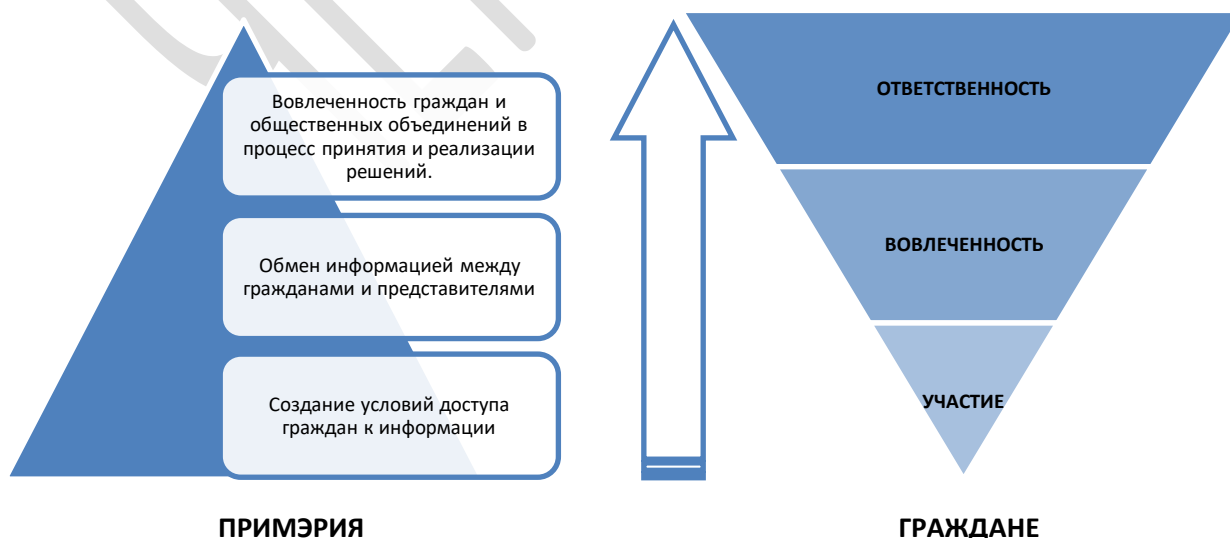 Вовлеченность граждан и
общественных объединений в
процесс принятия и реализации
решений.
Обмен информацией между
гражданами и представителями
Создание условий доступа
граждан к информации
ПРИМЭРИЯ
ОТВЕТСТВЕННОСТЬ
ВОВЛЕЧЕННОСТЬ
УЧАСТИЕ
ГРАЖДАНЕ